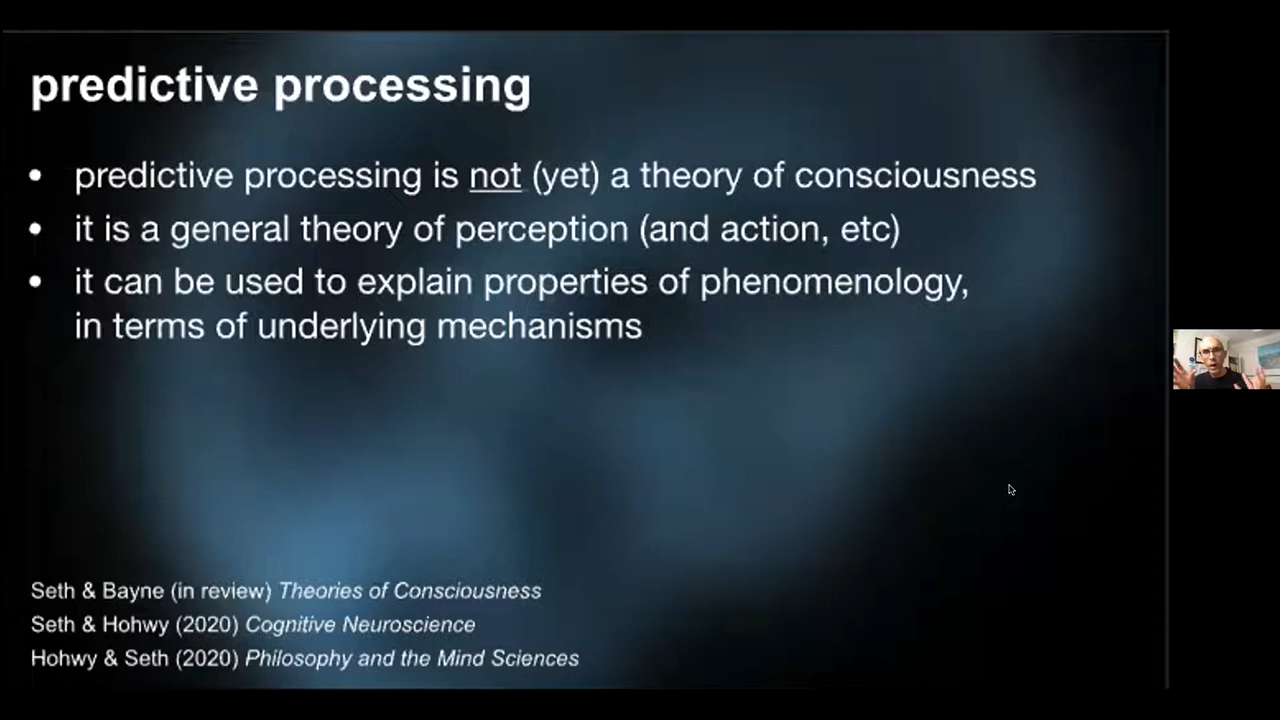 predictive processing
• predictive processing is not (yet) a theory of consciousness
• it is a general theory of perception (and action, etc)
• it can be used to explain properties of phenomenology,
in terms of underlying mechanisms
Seth & Bayne (in review) Theories of Consciousness
Seth & Hohwy (2020) Cognitive Neuroscience
Hohwy & Seth (2020) Philosophy and the Mind Sciences